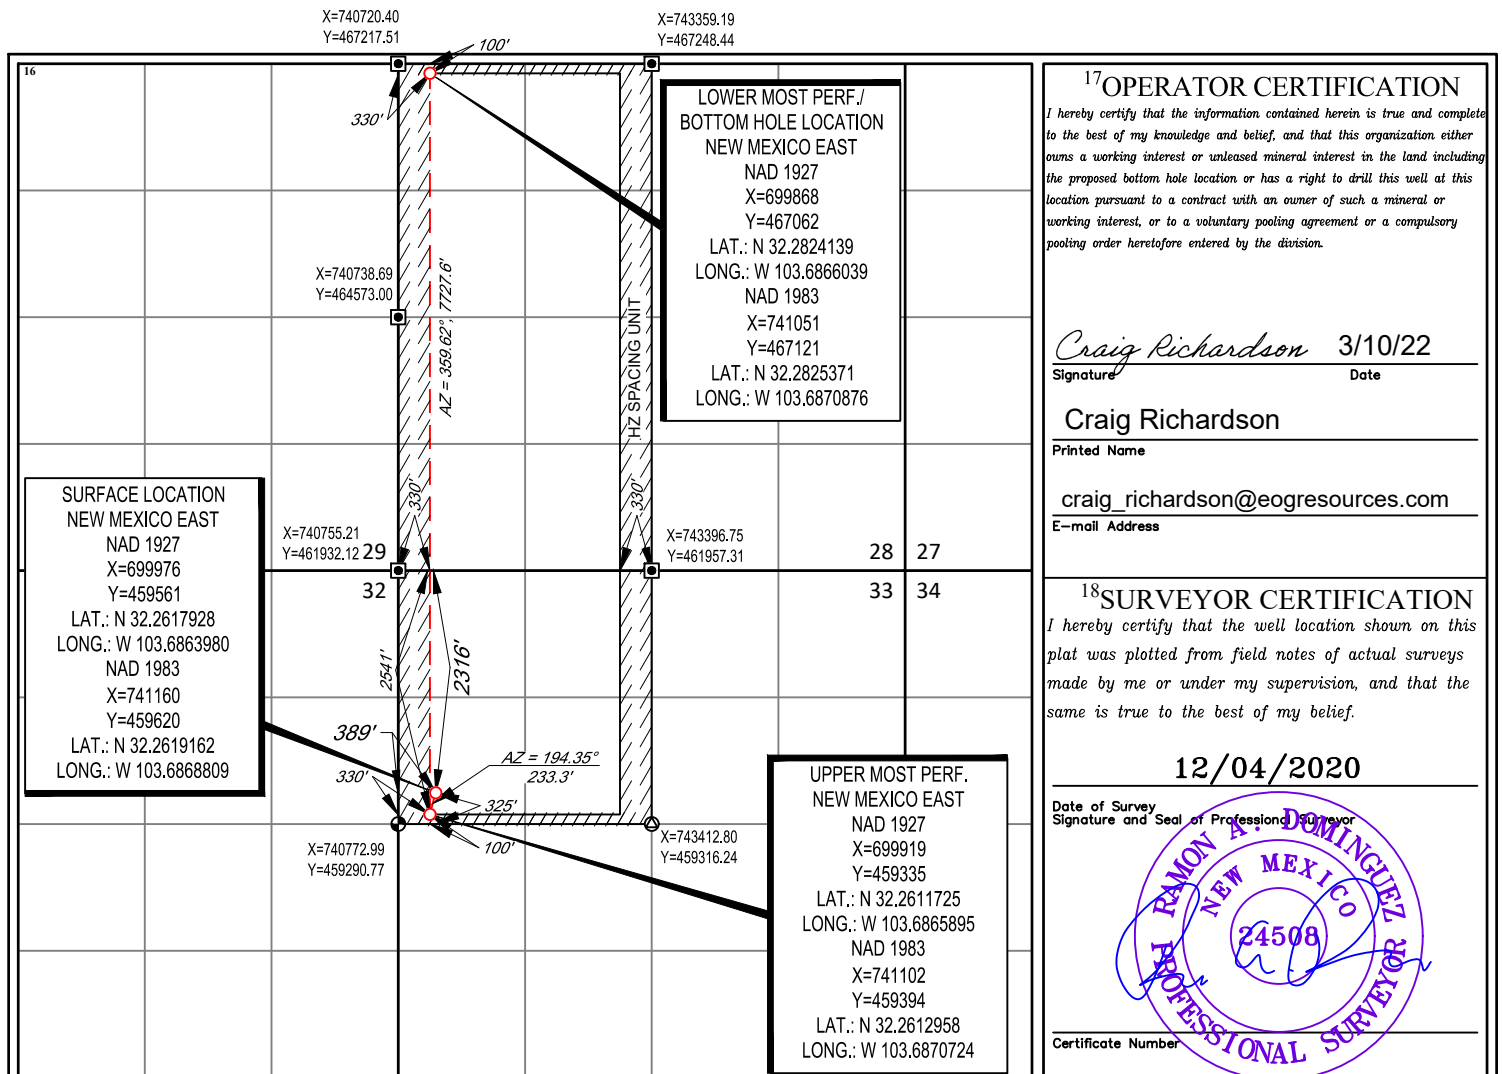 X=740720.40
Y=467217.51
X=743359.19
Y=467248.44
16
100'
330'
LOWER MOST PERF./
BOTTOM HOLE LOCATION
NEW MEXICO EAST
NAD 1927
X=699868
Y=467062
LAT.: N 32.2824139
LONG.: W 103.6866039
NAD 1983
X=741051
Y=467121
LAT.: N 32.2825371
LONG.: W 103.6870876
X=740738.69
Y=464573.00
AZ = 359.62°, 7727.6'
HZ SPACING UNIT
330'
330'
X=740755.21
Y=461932.12
29
X=743396.75
Y=461957.31
28
27
32
33
34
SURFACE LOCATION
NEW MEXICO EAST
NAD 1927
X=699976
Y=459561
LAT.: N 32.2617928
LONG.: W 103.6863980
NAD 1983
X=741160
Y=459620
LAT.: N 32.2619162
LONG.: W 103.6868809
2541'
2316'
389'
330'
AZ = 194.35°
233.3'
325'
100'
X=740772.99
Y=459290.77
X=743412.80
Y=459316.24
UPPER MOST PERF.
NEW MEXICO EAST
NAD 1927
X=699919
Y=459335
LAT.: N 32.2611725
LONG.: W 103.6865895
NAD 1983
X=741102
Y=459394
LAT.: N 32.2612958
LONG.: W 103.6870724
17OPERATOR CERTIFICATION
I hereby certify that the information contained herein is true and complete
to the best of my knowledge and belief, and that this organization either
owns a working interest or unleased mineral interest in the land including
the proposed bottom hole location or has a right to drill this well at this
location pursuant to a contract with an owner of such a mineral or
working interest, or to a voluntary pooling agreement or a compulsory
pooling order heretofore entered by the division.
Craig Richardson 3/10/22
Signature Date
Craig Richardson
Printed Name
craig_richardson@eogresources.com
E-mail Address
18SURVEYOR CERTIFICATION
I hereby certify that the well location shown on this
plat was plotted from field notes of actual surveys
made by me or under my supervision, and that the
same is true to the best of my belief.
12/04/2020
Date of Survey
Signature and Seal of Professional Surveyor
RAMON A. DOMINGUEZ
NEW MEXICO
24508
PROFESSIONAL SURVEYOR
Certificate Number